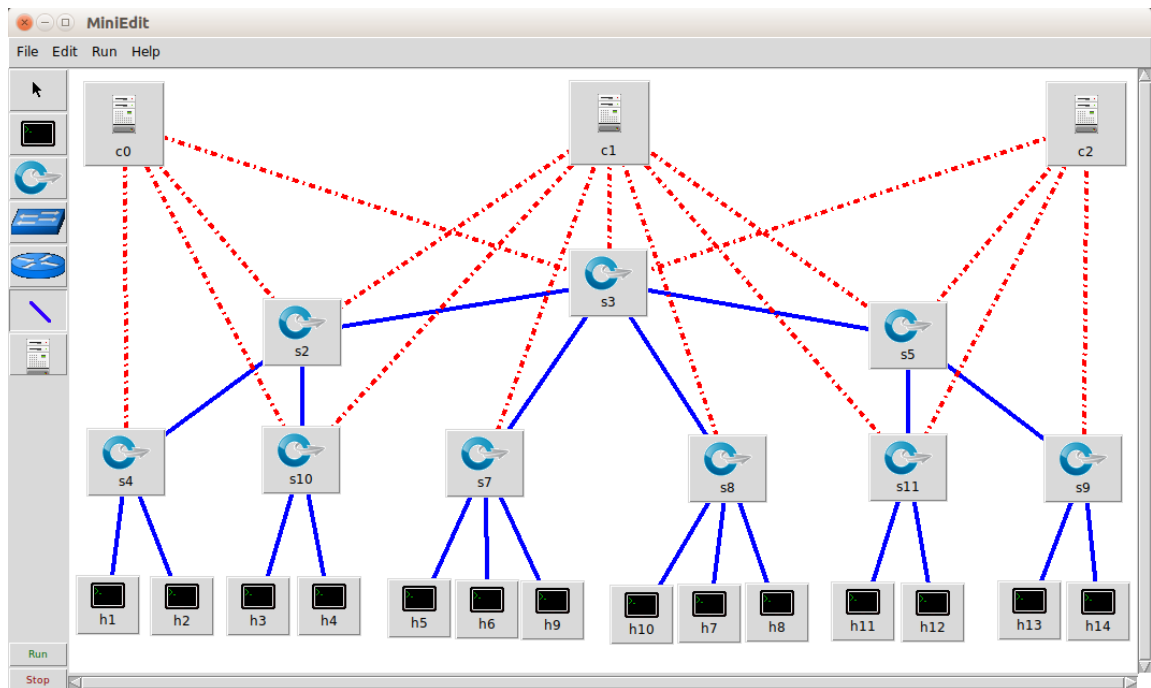 MiniEdit
File Edit Run Help
c0 c1 c2
s3
s2 s5
s4 s10 s7 s8 s11 s9
h1 h2 h3 h4 h5 h6 h9 h10 h7 h8 h11 h12 h13 h14
Run
Stop